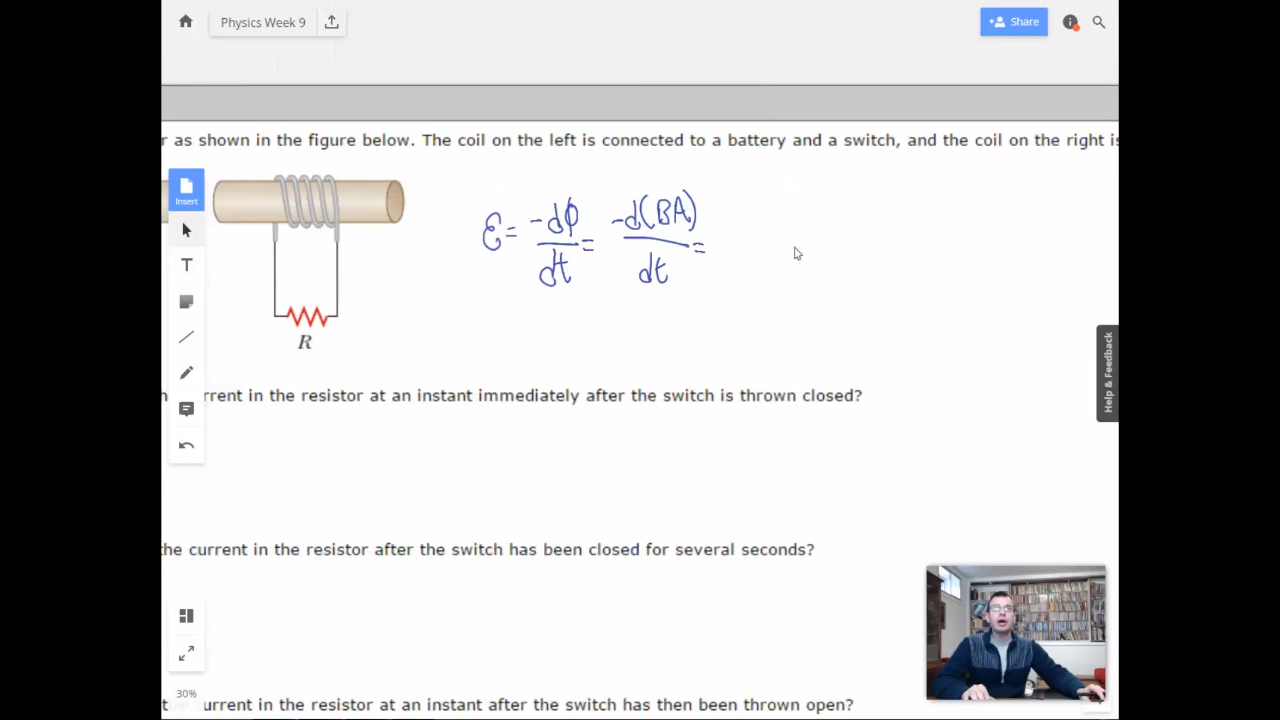 Physics Week 9
Share
r as shown in the figure below. The coil on the left is connected to a battery and a switch, and the coil on the right is
Insert
ℰ = -dϕ/dt = -d(BA)/dt =
T
R
Help & Feedback
rrent in the resistor at an instant immediately after the switch is thrown closed?
the current in the resistor after the switch has been closed for several seconds?
30%
the current in the resistor at an instant after the switch has then been thrown open?